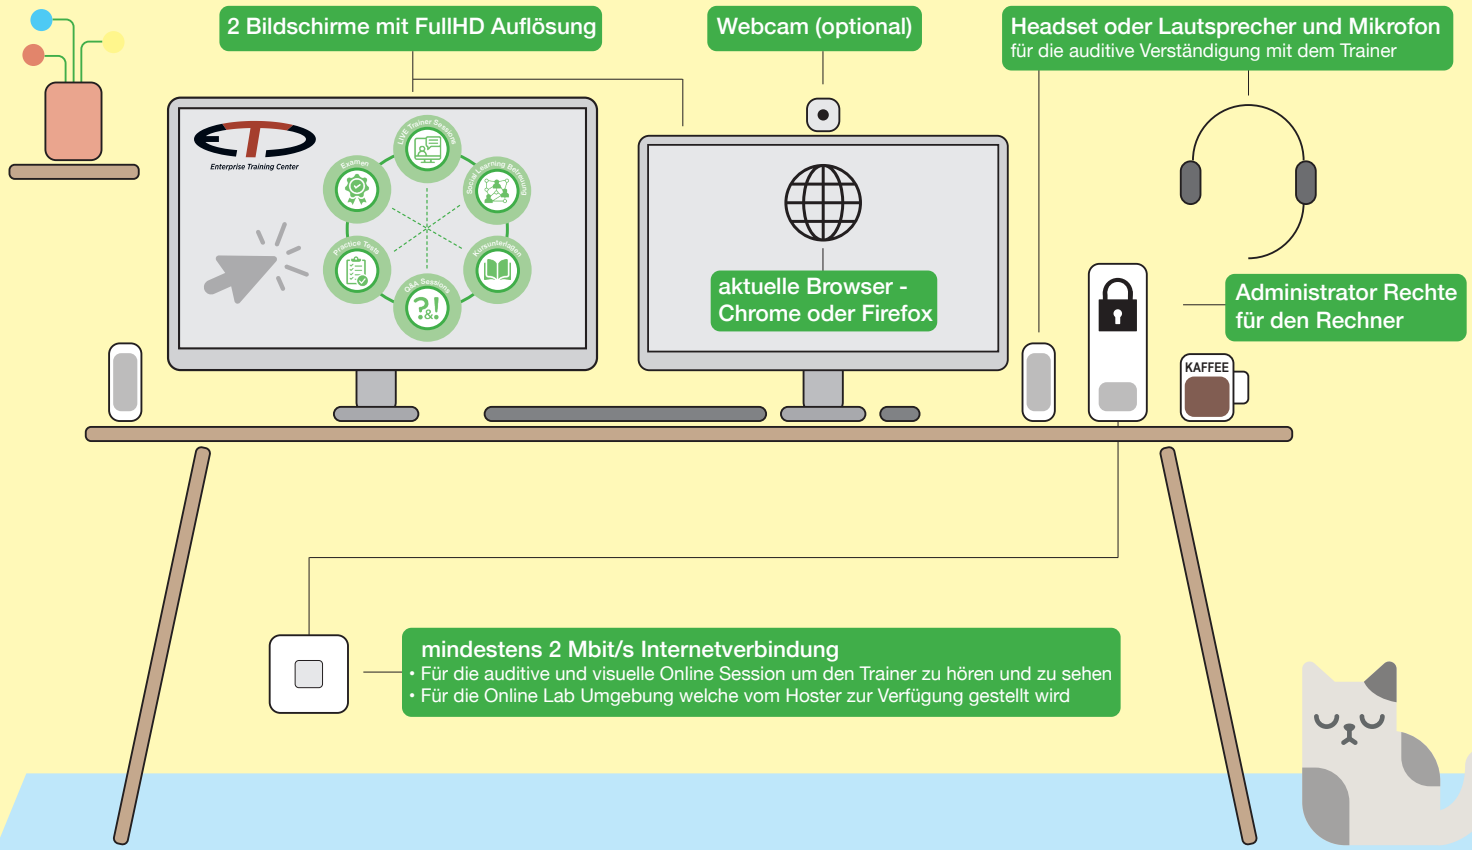 2 Bildschirme mit FullHD Auflösung
Webcam (optional)
Headset oder Lautsprecher und Mikrofon
für die auditive Verständigung mit dem Trainer
ETC
Enterprise Training Center
LIVE Trainer Sessions
Social Learning Betreuung
Kursunterlagen
Q&A Sessions
?&!
Practice Tests
Examen
aktuelle Browser -
Chrome oder Firefox
Administrator Rechte
für den Rechner
KAFFEE
mindestens 2 Mbit/s Internetverbindung
• Für die auditive und visuelle Online Session um den Trainer zu hören und zu sehen
• Für die Online Lab Umgebung welche vom Hoster zur Verfügung gestellt wird